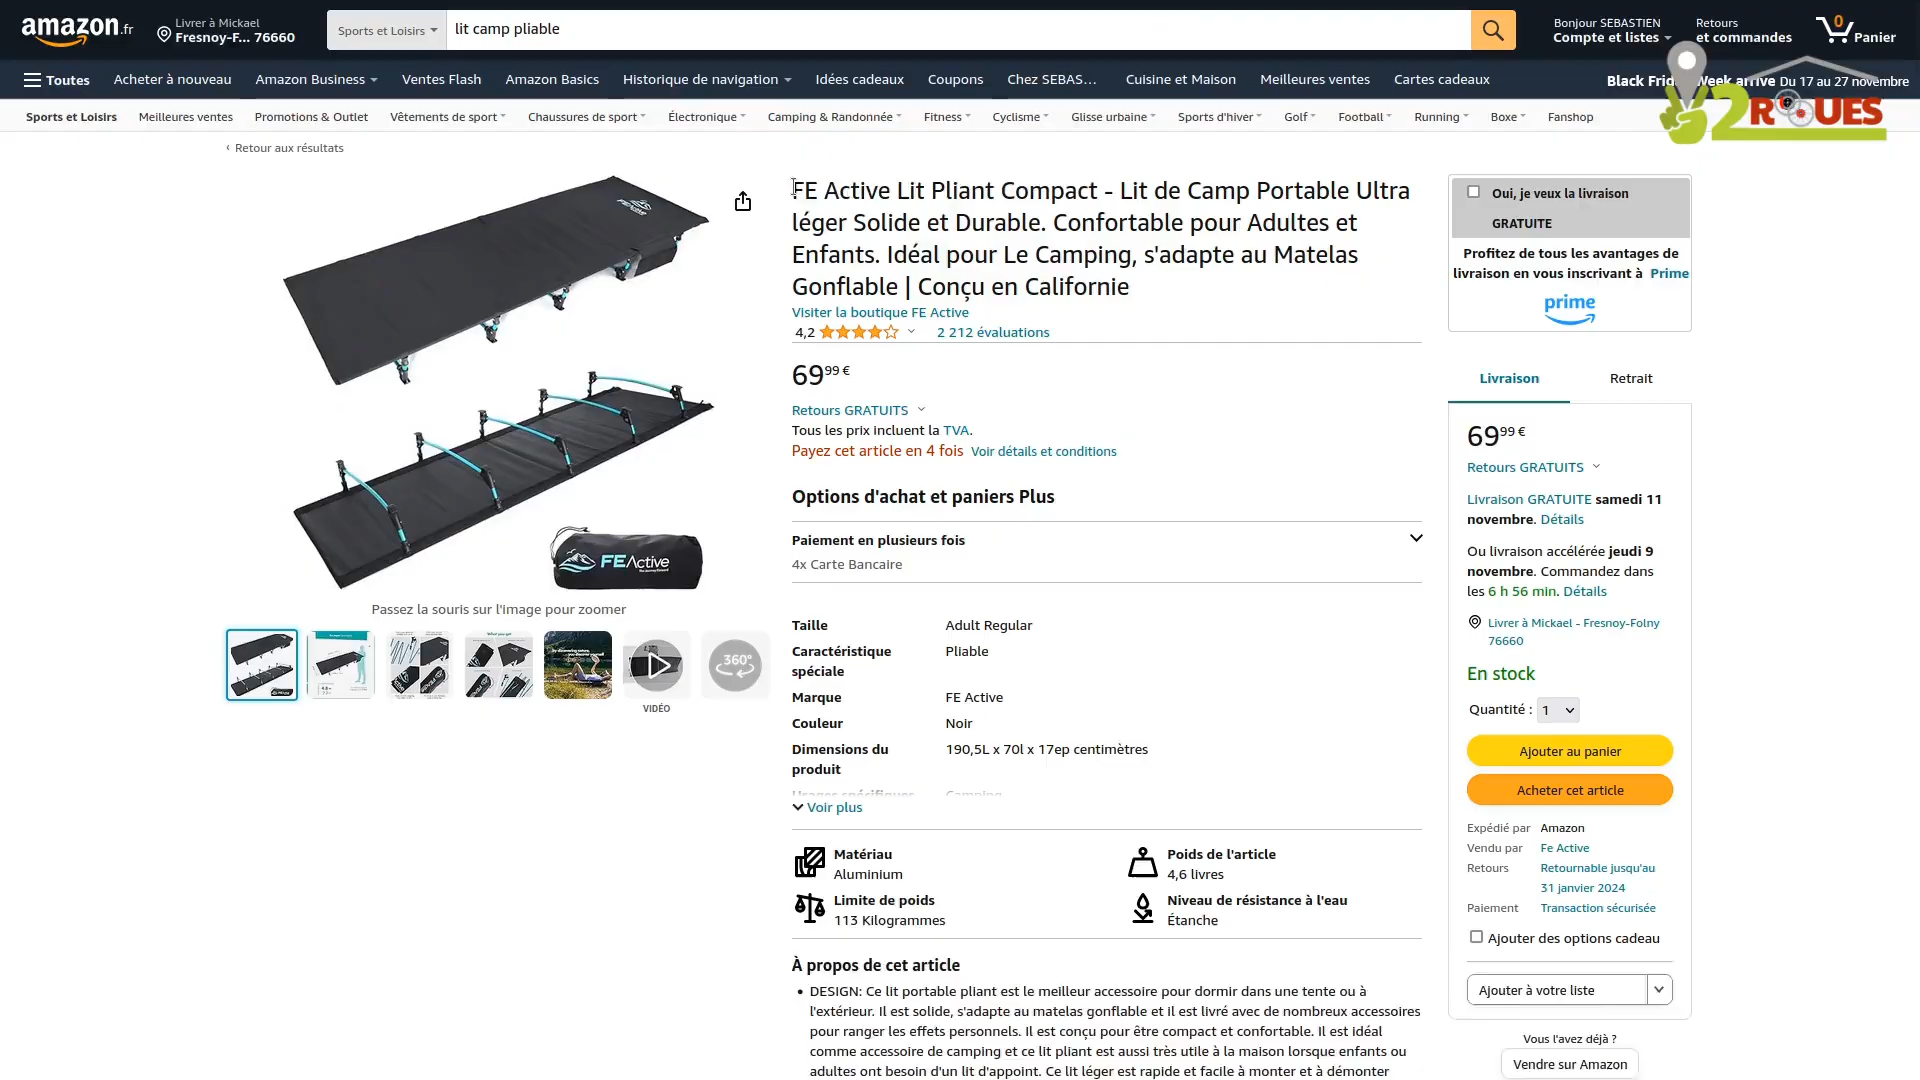 amazon.fr
Livrer à Mickael
Fresnoy-F... 76660
Sports et Loisirs
lit camp pliable
Bonjour SEBASTIEN
Compte et listes
Retours
et commandes
0
Panier
Toutes
Acheter à nouveau
Amazon Business
Ventes Flash
Amazon Basics
Historique de navigation
Idées cadeaux
Coupons
Chez SEBAS...
Cuisine et Maison
Meilleures ventes
Cartes cadeaux
Black Frid Week arrive Du 17 au 27 novembre
2ROUES
Sports et Loisirs
Meilleures ventes
Promotions & Outlet
Vêtements de sport
Chaussures de sport
Électronique
Camping & Randonnée
Fitness
Cyclisme
Glisse urbaine
Sports d'hiver
Golf
Football
Running
Boxe
Fanshop
‹ Retour aux résultats
FEActive
FE Active Lit Pliant Compact - Lit de Camp Portable Ultra
léger Solide et Durable. Confortable pour Adultes et
Enfants. Idéal pour Le Camping, s'adapte au Matelas
Gonflable | Conçu en Californie
Visiter la boutique FE Active
4,2
2 212 évaluations
69,99 €
Retours GRATUITS
Tous les prix incluent la TVA.
Payez cet article en 4 fois Voir détails et conditions
Options d'achat et paniers Plus
Paiement en plusieurs fois
4x Carte Bancaire
Taille Adult Regular
Caractéristique spéciale Pliable
Marque FE Active
Couleur Noir
Dimensions du produit 190,5L x 70l x 17ep centimètres
Usages spécifiques Camping
Voir plus
Matériau
Aluminium
Poids de l'article
4,6 livres
Limite de poids
113 Kilogrammes
Niveau de résistance à l'eau
Étanche
À propos de cet article
• DESIGN: Ce lit portable pliant est le meilleur accessoire pour dormir dans une tente ou à
l'extérieur. Il est solide, s'adapte au matelas gonflable et il est livré avec de nombreux accessoires
pour ranger les effets personnels. Il est conçu pour être compact et confortable. Il est idéal
comme accessoire de camping et ce lit pliant est aussi très utile à la maison lorsque enfants ou
adultes ont besoin d'un lit d'appoint. Ce lit léger est rapide et facile à monter et à démonter
FEActive
Passez la souris sur l'image pour zoomer
360°
VIDÉO
Oui, je veux la livraison
GRATUITE
Profitez de tous les avantages de
livraison en vous inscrivant à Prime
prime
Livraison
Retrait
69,99 €
Retours GRATUITS
Livraison GRATUITE samedi 11
novembre. Détails
Ou livraison accélérée jeudi 9
novembre. Commandez dans
les 6 h 56 min. Détails
Livrer à Mickael - Fresnoy-Folny
76660
En stock
Quantité : 1
Ajouter au panier
Acheter cet article
Expédié par Amazon
Vendu par Fe Active
Retours Retournable jusqu'au
31 janvier 2024
Paiement Transaction sécurisée
Ajouter des options cadeau
Ajouter à votre liste
Vous l'avez déjà ?
Vendre sur Amazon